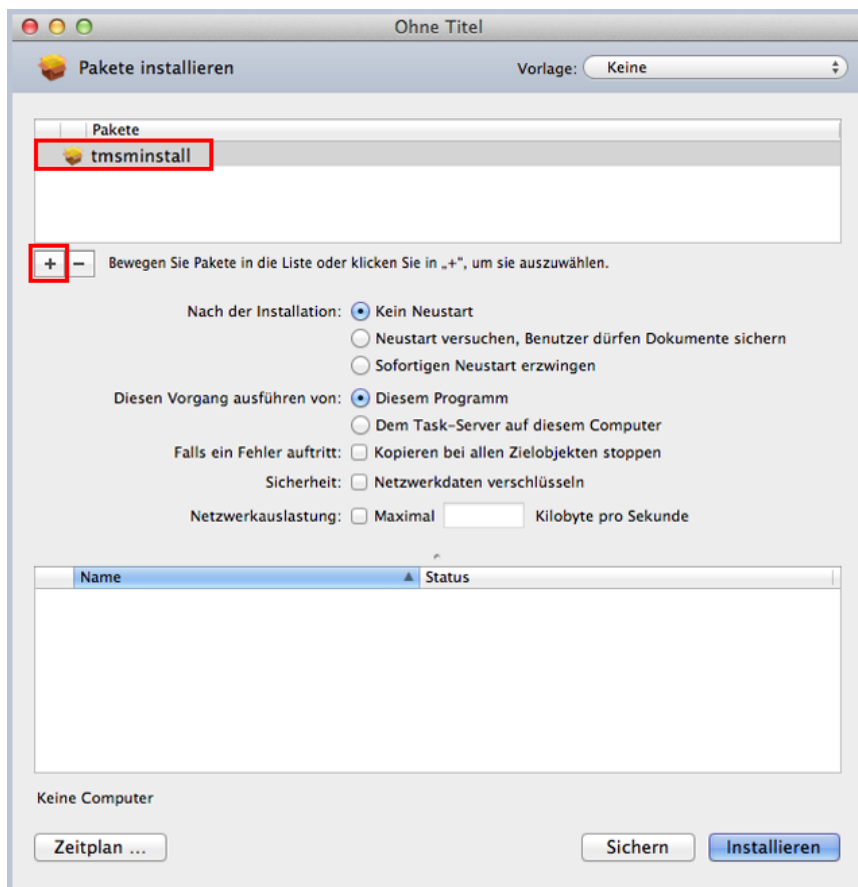 Ohne Titel
Pakete installieren
Vorlage: Keine
Pakete
tmsminstall
+ − Bewegen Sie Pakete in die Liste oder klicken Sie in „+“, um sie auszuwählen.
Nach der Installation: Kein Neustart
Neustart versuchen, Benutzer dürfen Dokumente sichern
Sofortigen Neustart erzwingen
Diesen Vorgang ausführen von: Diesem Programm
Dem Task-Server auf diesem Computer
Falls ein Fehler auftritt: Kopieren bei allen Zielobjekten stoppen
Sicherheit: Netzwerkdaten verschlüsseln
Netzwerkauslastung: Maximal Kilobyte pro Sekunde
Name Status
Keine Computer
Zeitplan ... Sichern Installieren